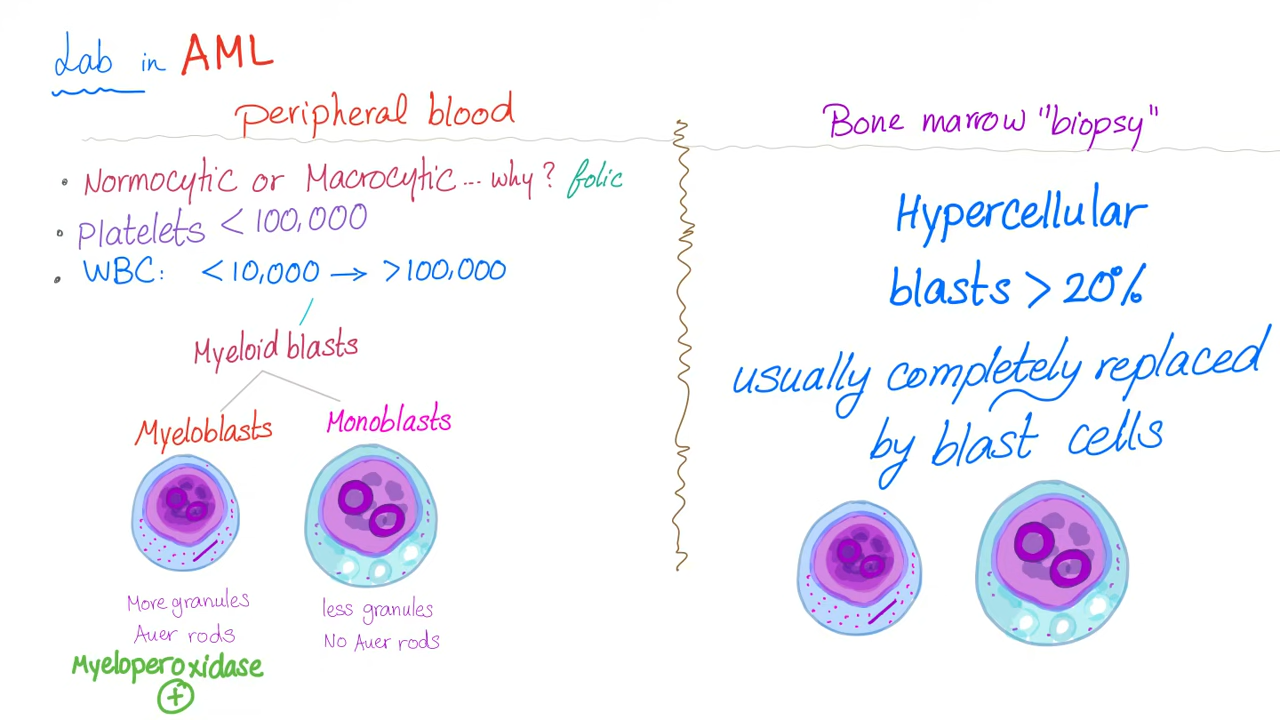 Lab in AML
Peripheral blood
• Normocytic or Macrocytic... why? folic
• Platelets < 100,000
• WBC: < 10,000 → > 100,000
Myeloid blasts
Myeloblasts
Monoblasts
More granules
Auer rods
Myeloperoxidase
+
less granules
No Auer rods
Bone marrow "biopsy"
Hypercellular
blasts > 20%
usually completely replaced
by blast cells